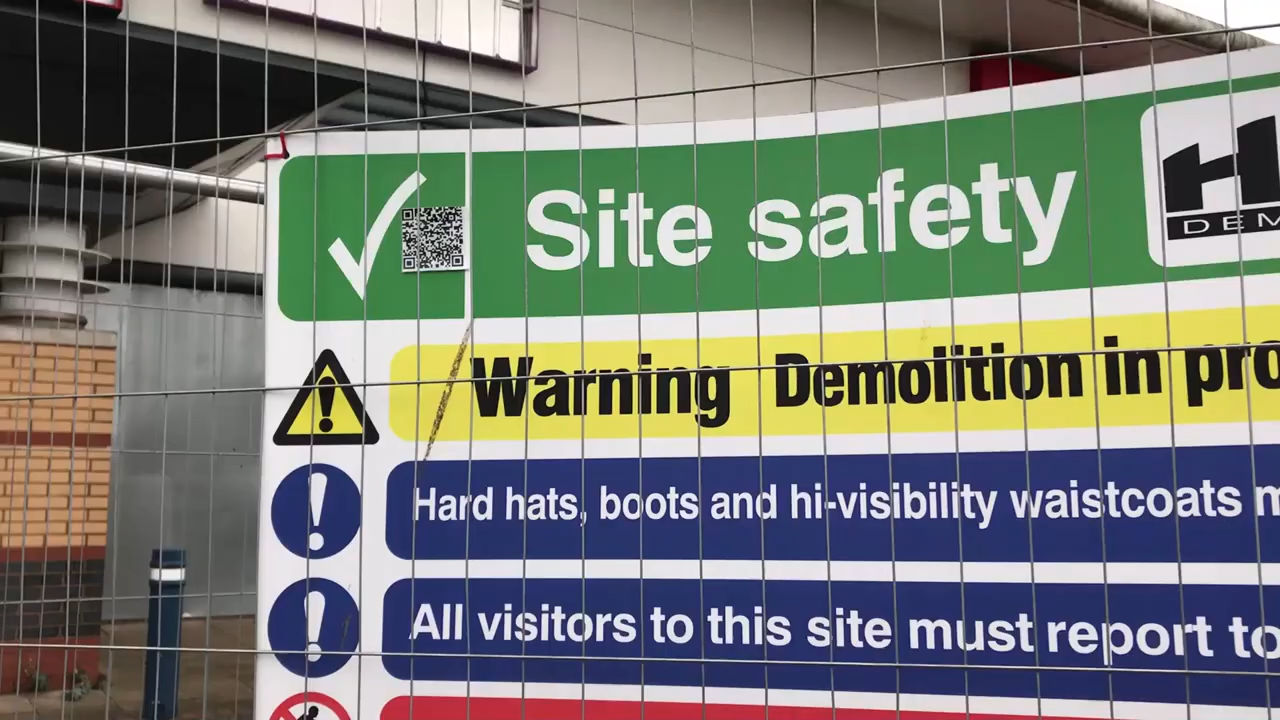 Site safety
Warning Demolition in
Hard hats, boots and hi-visibility waistcoats
All visitors to this site must report to